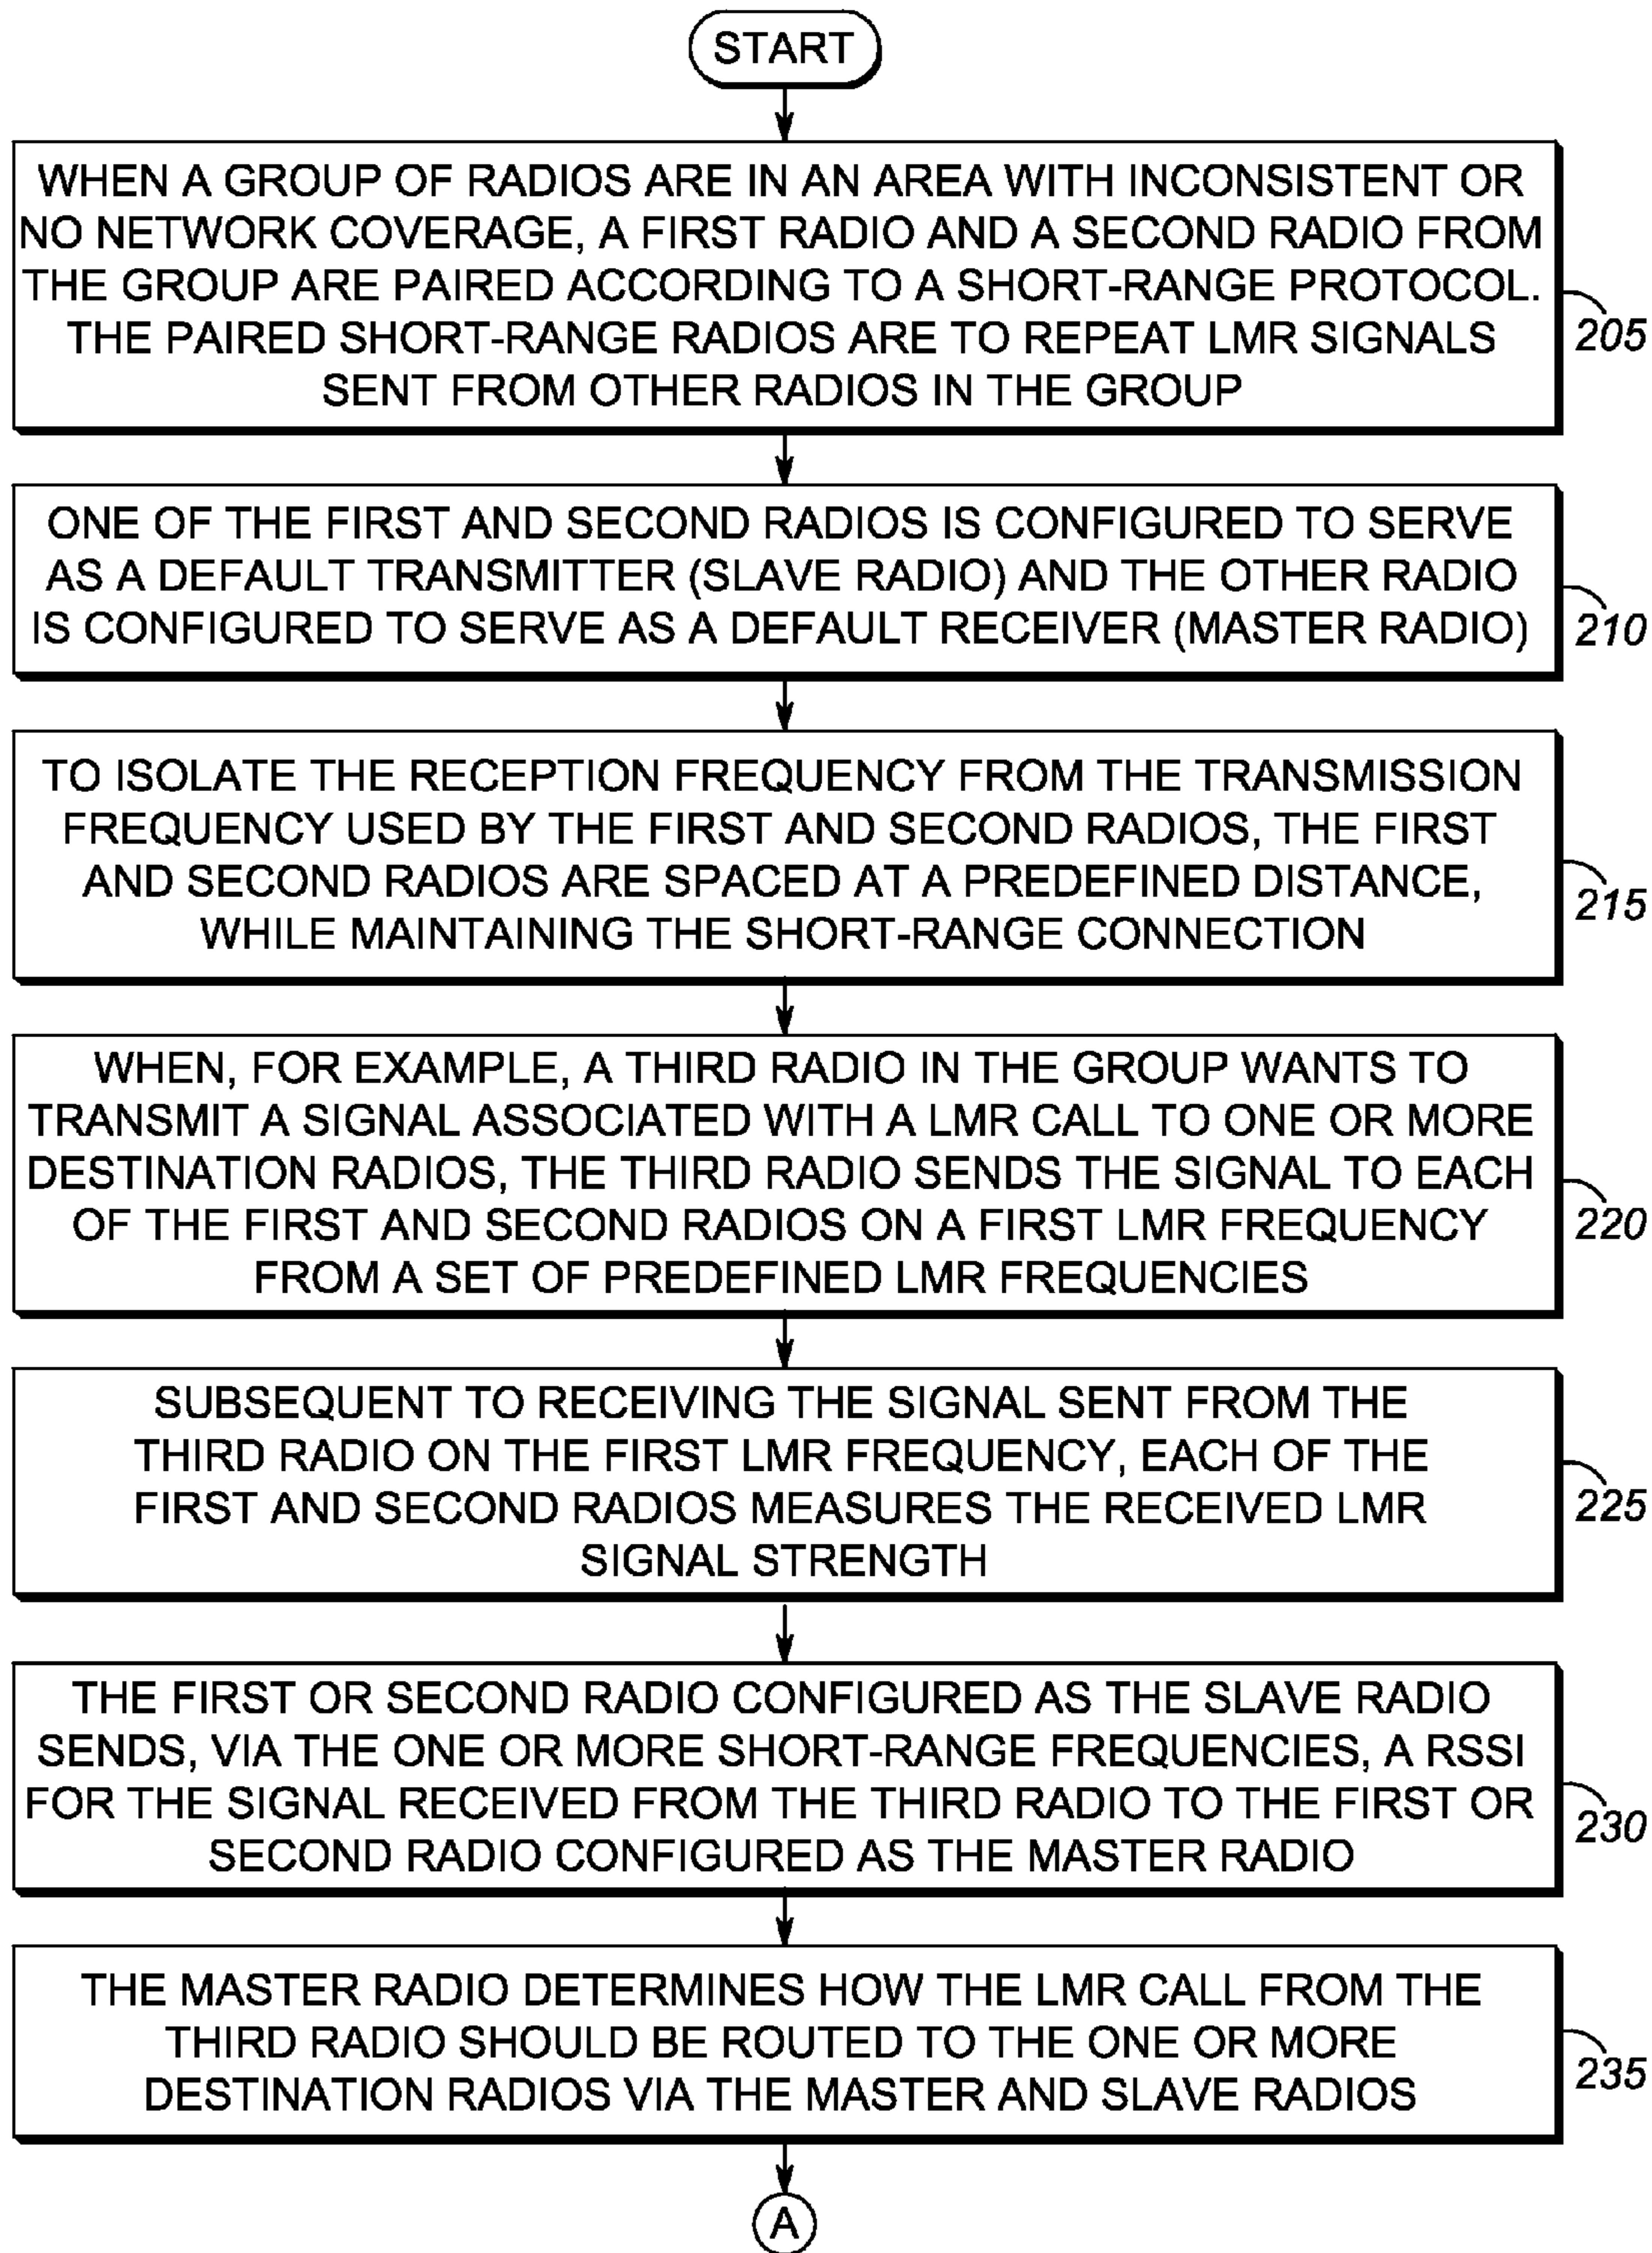 START
WHEN A GROUP OF RADIOS ARE IN AN AREA WITH INCONSISTENT OR
NO NETWORK COVERAGE, A FIRST RADIO AND A SECOND RADIO FROM
THE GROUP ARE PAIRED ACCORDING TO A SHORT-RANGE PROTOCOL.
THE PAIRED SHORT-RANGE RADIOS ARE TO REPEAT LMR SIGNALS
SENT FROM OTHER RADIOS IN THE GROUP
205
ONE OF THE FIRST AND SECOND RADIOS IS CONFIGURED TO SERVE
AS A DEFAULT TRANSMITTER (SLAVE RADIO) AND THE OTHER RADIO
IS CONFIGURED TO SERVE AS A DEFAULT RECEIVER (MASTER RADIO)
210
TO ISOLATE THE RECEPTION FREQUENCY FROM THE TRANSMISSION
FREQUENCY USED BY THE FIRST AND SECOND RADIOS, THE FIRST
AND SECOND RADIOS ARE SPACED AT A PREDEFINED DISTANCE,
WHILE MAINTAINING THE SHORT-RANGE CONNECTION
215
WHEN, FOR EXAMPLE, A THIRD RADIO IN THE GROUP WANTS TO
TRANSMIT A SIGNAL ASSOCIATED WITH A LMR CALL TO ONE OR MORE
DESTINATION RADIOS, THE THIRD RADIO SENDS THE SIGNAL TO EACH
OF THE FIRST AND SECOND RADIOS ON A FIRST LMR FREQUENCY
FROM A SET OF PREDEFINED LMR FREQUENCIES
220
SUBSEQUENT TO RECEIVING THE SIGNAL SENT FROM THE
THIRD RADIO ON THE FIRST LMR FREQUENCY, EACH OF THE
FIRST AND SECOND RADIOS MEASURES THE RECEIVED LMR
SIGNAL STRENGTH
225
THE FIRST OR SECOND RADIO CONFIGURED AS THE SLAVE RADIO
SENDS, VIA THE ONE OR MORE SHORT-RANGE FREQUENCIES, A RSSI
FOR THE SIGNAL RECEIVED FROM THE THIRD RADIO TO THE FIRST OR
SECOND RADIO CONFIGURED AS THE MASTER RADIO
230
THE MASTER RADIO DETERMINES HOW THE LMR CALL FROM THE
THIRD RADIO SHOULD BE ROUTED TO THE ONE OR MORE
DESTINATION RADIOS VIA THE MASTER AND SLAVE RADIOS
235
A